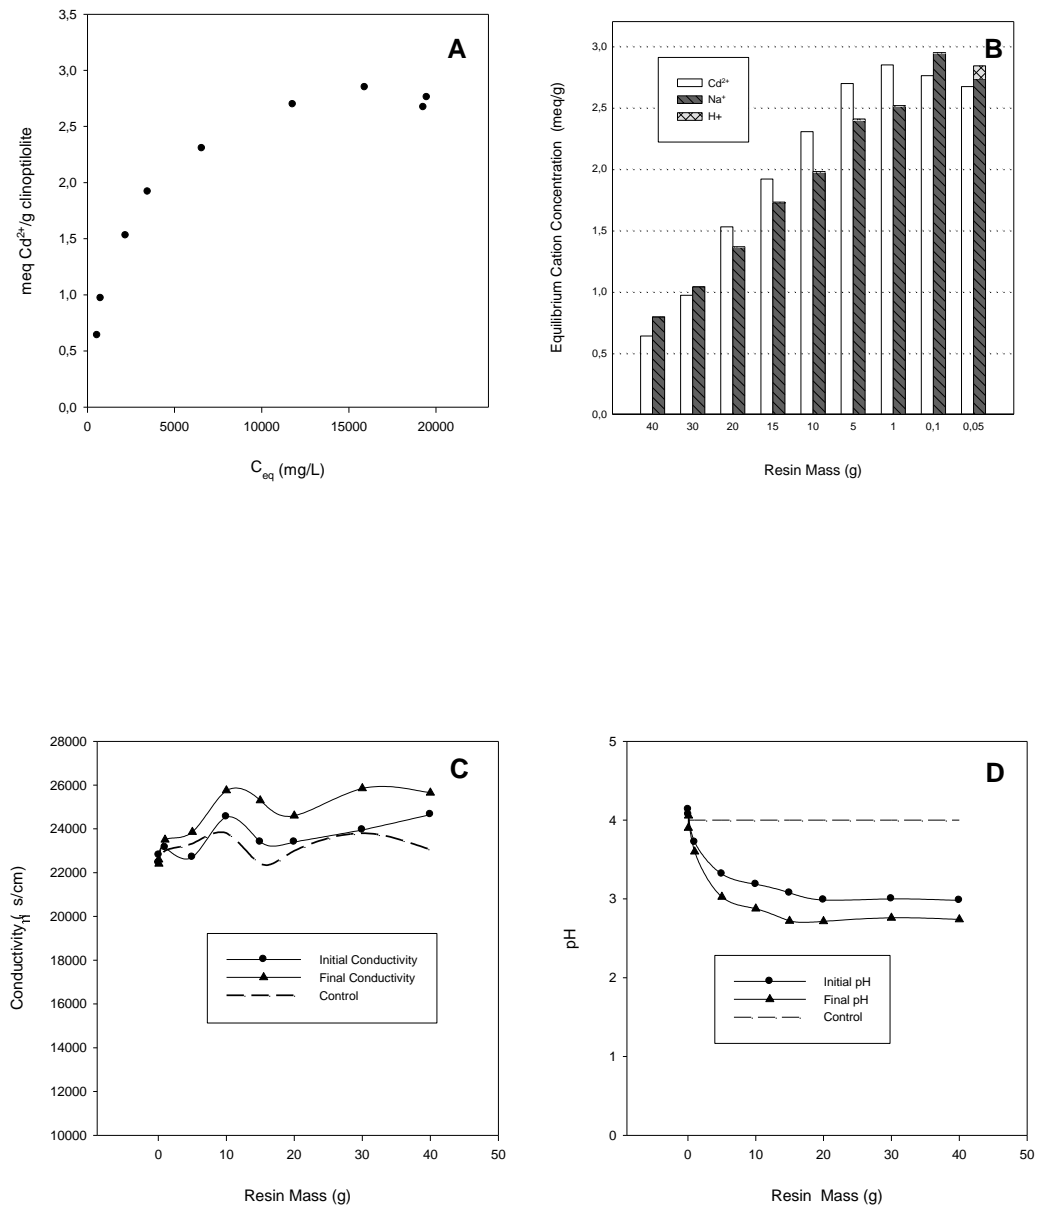 A
3,5
3,0
2,5
2,0
1,5
1,0
0,5
0,0
meq Cd²⁺/g clinoptilolite
0 5000 10000 15000 20000
C_eq (mg/L)
B
3,0
2,5
2,0
1,5
1,0
0,5
0,0
Equilibrium Cation Concentration (meq/g)
Cd²⁺
Na⁺
H+
40 30 20 15 10 5 1 0,1 0,05
Resin Mass (g)
C
28000
26000
24000
22000
20000
18000
16000
14000
12000
10000
Conductivity ( s/cm)
Initial Conductivity
Final Conductivity
Control
0 10 20 30 40 50
Resin Mass (g)
D
5
4
3
2
1
0
pH
Initial pH
Final pH
Control
0 10 20 30 40 50
Resin Mass (g)